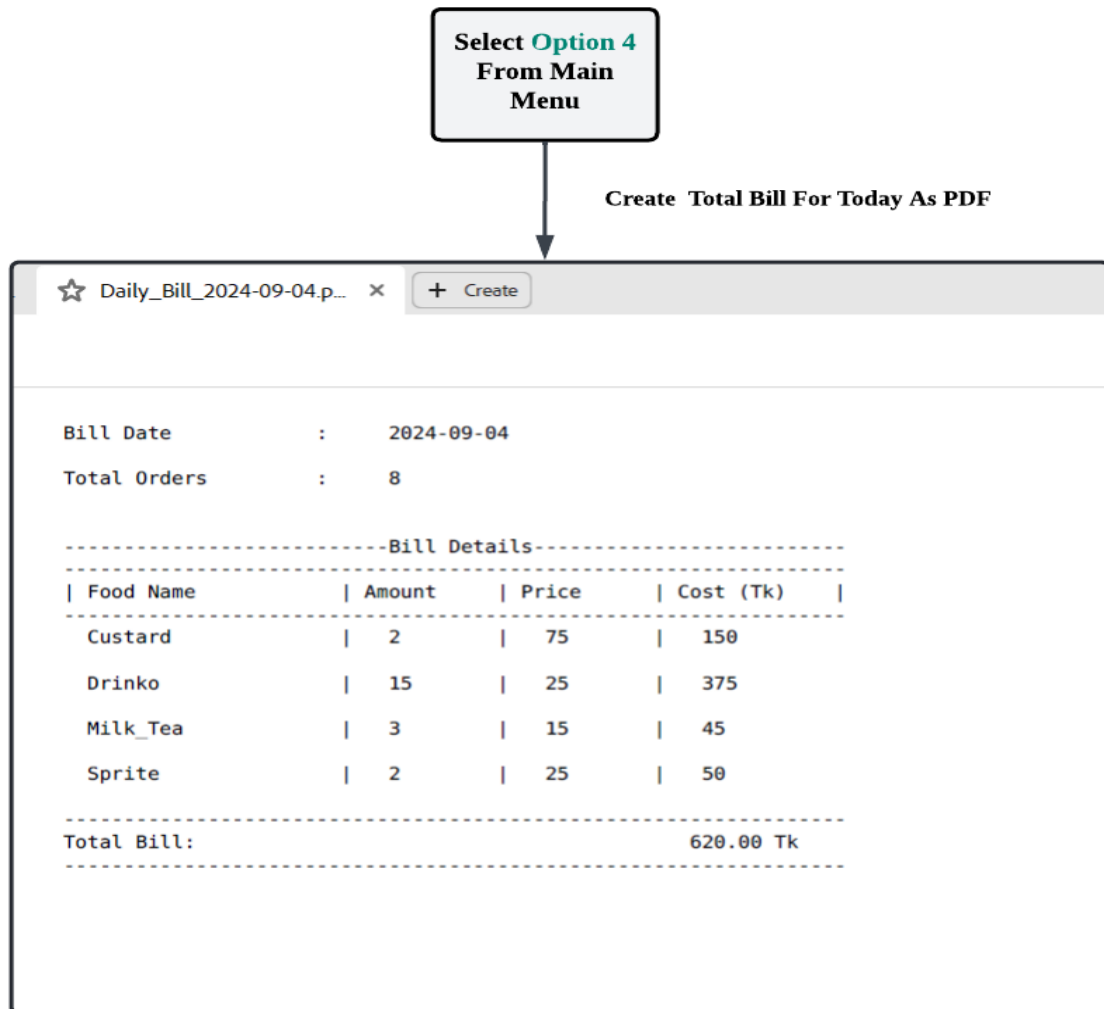 Select Option 4
From Main
Menu
Create Total Bill For Today As PDF
Daily_Bill_2024-09-04.p... × + Create
Bill Date : 2024-09-04
Total Orders : 8
---------------------------Bill Details--------------------------
-----------------------------------------------------------------
| Food Name | Amount | Price | Cost (Tk) |
-----------------------------------------------------------------
Custard | 2 | 75 | 150
Drinko | 15 | 25 | 375
Milk_Tea | 3 | 15 | 45
Sprite | 2 | 25 | 50
-----------------------------------------------------------------
Total Bill: 620.00 Tk
-----------------------------------------------------------------